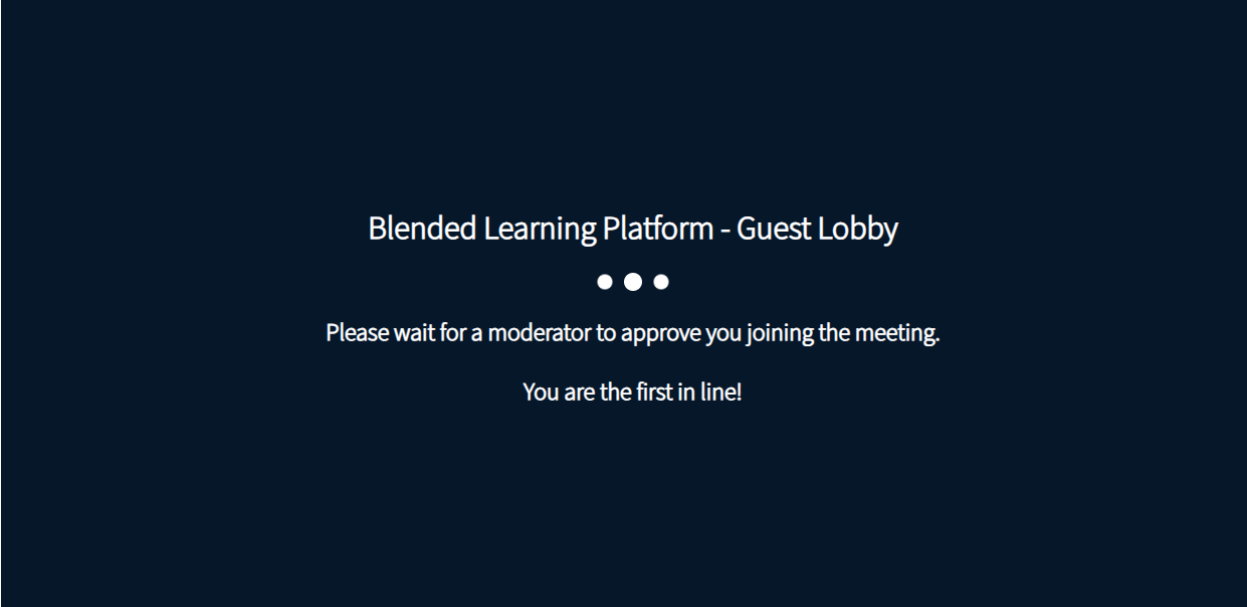 Blended Learning Platform - Guest Lobby
Please wait for a moderator to approve you joining the meeting.
You are the first in line!